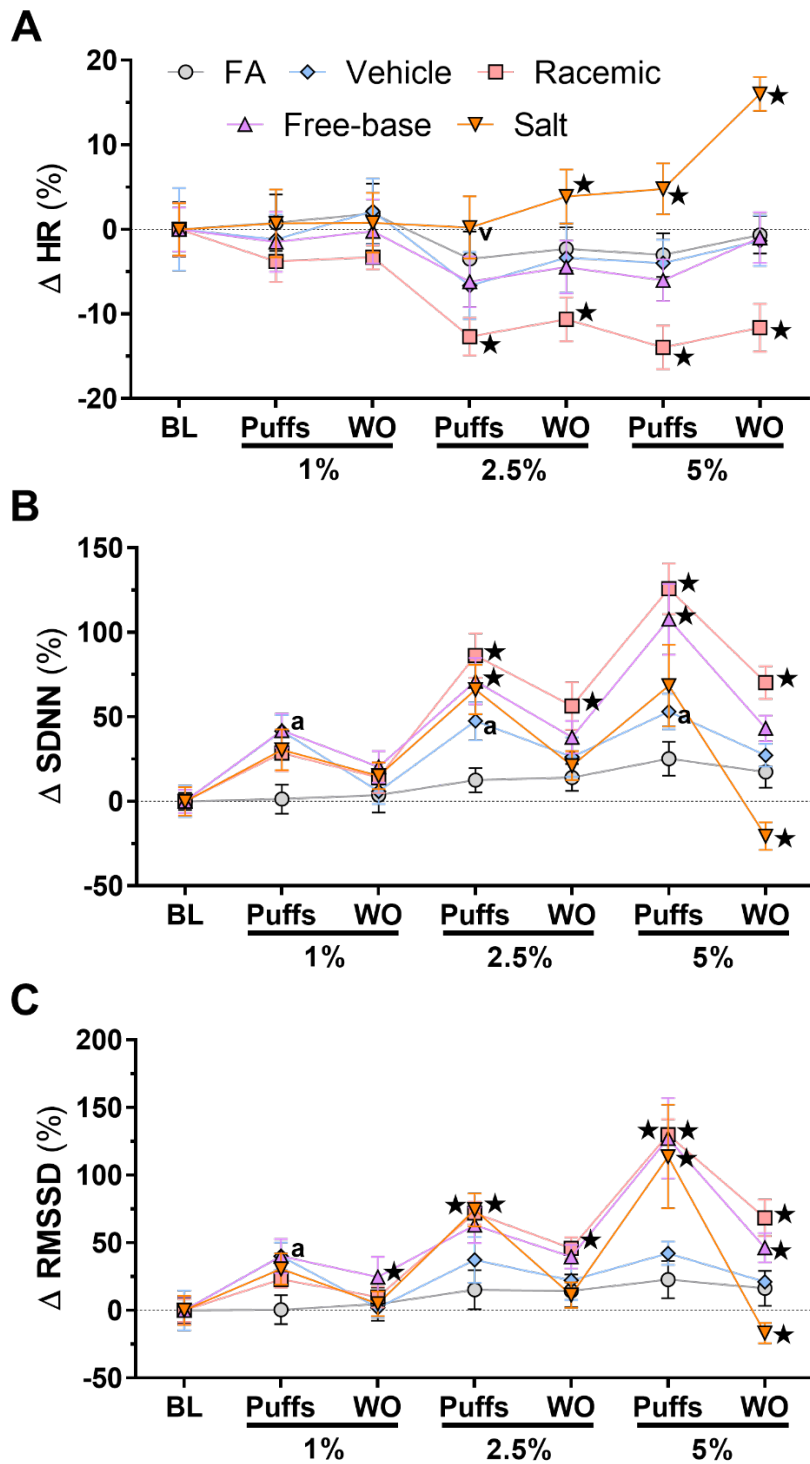 A
FA Vehicle Racemic
Free-base Salt
Δ HR (%)
20
10
0
-10
-20
v
BL Puffs WO Puffs WO Puffs WO
1% 2.5% 5%
B
Δ SDNN (%)
150
100
50
0
-50
a
a
a
BL Puffs WO Puffs WO Puffs WO
1% 2.5% 5%
C
Δ RMSSD (%)
200
150
100
50
0
-50
a
BL Puffs WO Puffs WO Puffs WO
1% 2.5% 5%